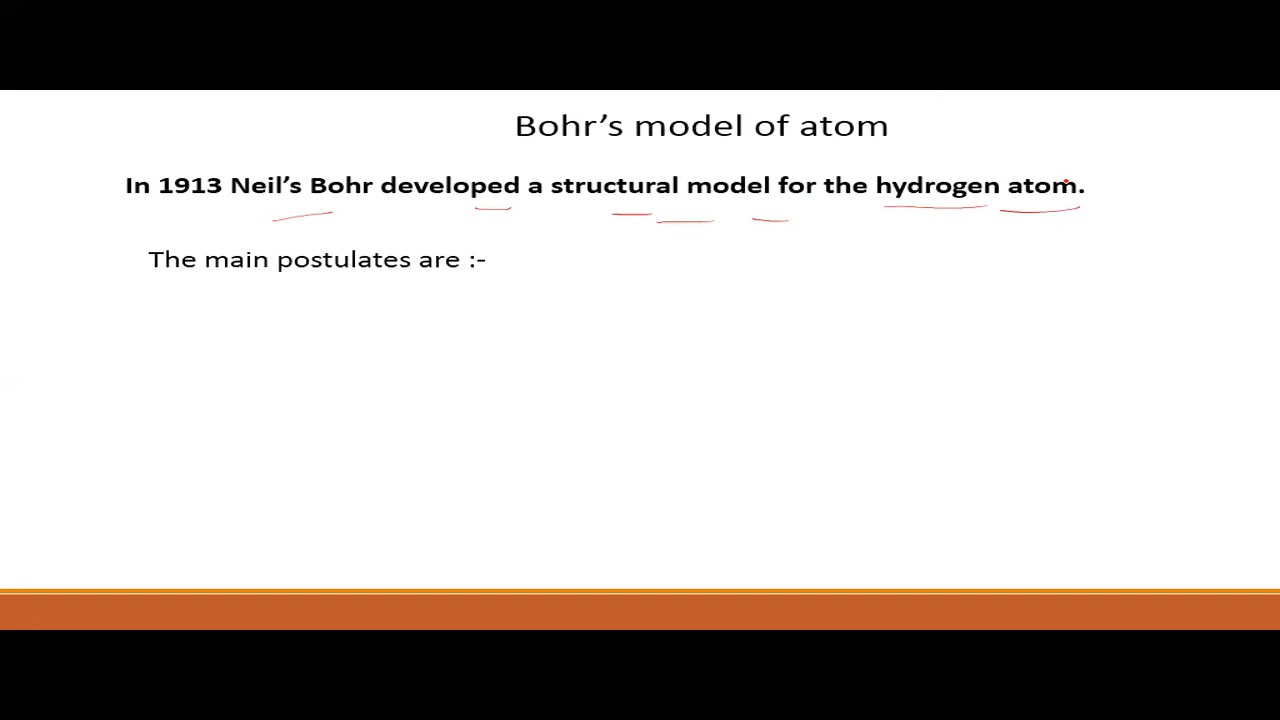 Bohr’s model of atom
In 1913 Neil’s Bohr developed a structural model for the hydrogen atom.
The main postulates are :-